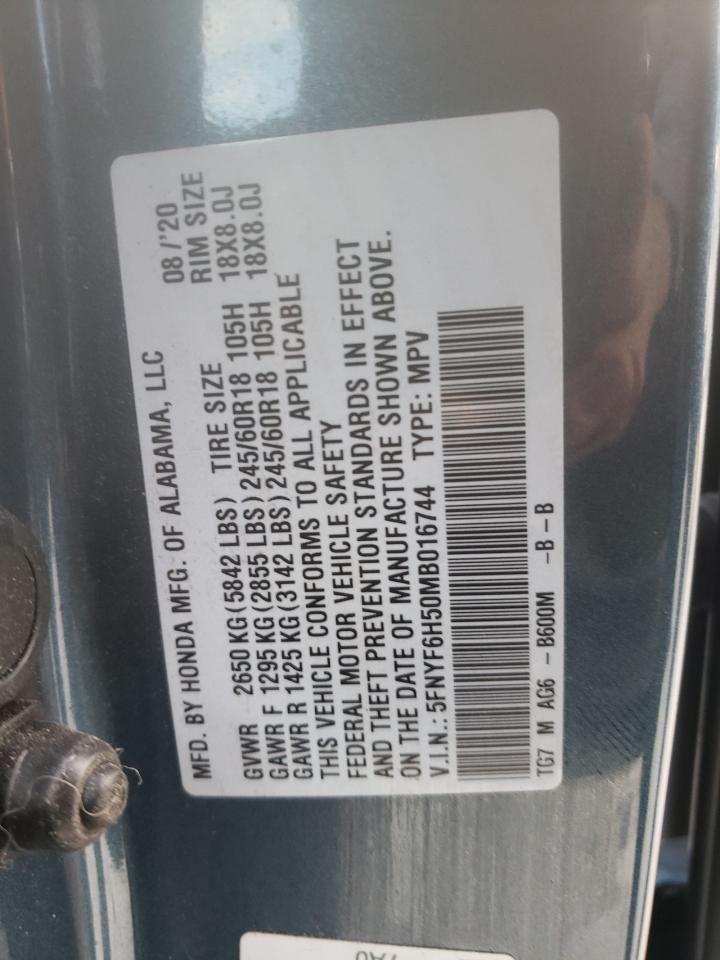 MFD. BY HONDA MFG. OF ALABAMA, LLC 08/'20
GVWR 2650 KG(5842 LBS) TIRE SIZE RIM SIZE
GAWR F 1295 KG(2855 LBS)245/60R18 105H 18X8.0J
GAWR R 1425 KG(3142 LBS)245/60R18 105H 18X8.0J
THIS VEHICLE CONFORMS TO ALL APPLICABLE
FEDERAL MOTOR VEHICLE SAFETY
AND THEFT PREVENTION STANDARDS IN EFFECT
ON THE DATE OF MANUFACTURE SHOWN ABOVE.
V.I.N.: 5FNYF6H50MB016744 TYPE: MPV
TG7 M AG6 - B600M -B-B